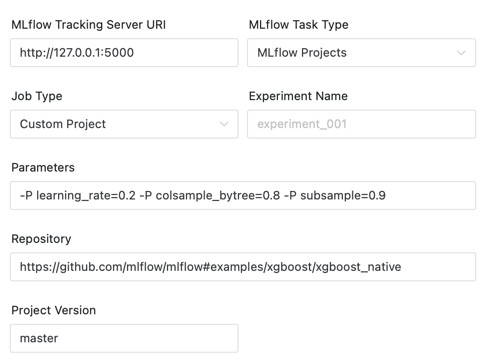 MLflow Tracking Server URI
MLflow Task Type
http://127.0.0.1:5000
MLflow Projects
Job Type
Experiment Name
Custom Project
experiment_001
Parameters
-P learning_rate=0.2 -P colsample_bytree=0.8 -P subsample=0.9
Repository
https://github.com/mlflow/mlflow#examples/xgboost/xgboost_native
Project Version
master